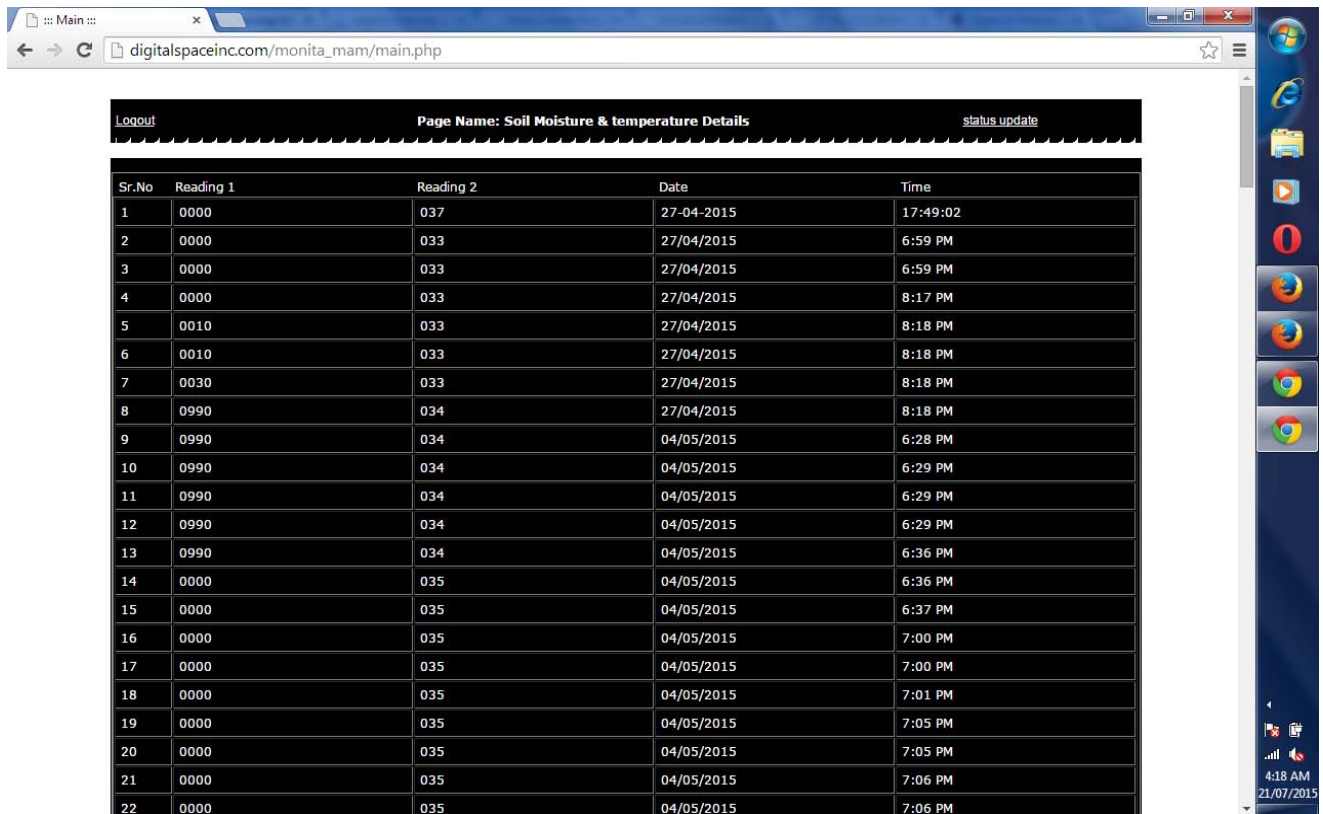 ::: Main :::
digitalspaceinc.com/monita_mam/main.php
Logout Page Name: Soil Moisture & temperature Details status update
Sr.No Reading 1 Reading 2 Date Time
1 0000 037 27-04-2015 17:49:02
2 0000 033 27/04/2015 6:59 PM
3 0000 033 27/04/2015 6:59 PM
4 0000 033 27/04/2015 8:17 PM
5 0010 033 27/04/2015 8:18 PM
6 0010 033 27/04/2015 8:18 PM
7 0030 033 27/04/2015 8:18 PM
8 0990 034 27/04/2015 8:18 PM
9 0990 034 04/05/2015 6:28 PM
10 0990 034 04/05/2015 6:29 PM
11 0990 034 04/05/2015 6:29 PM
12 0990 034 04/05/2015 6:29 PM
13 0990 034 04/05/2015 6:36 PM
14 0000 035 04/05/2015 6:36 PM
15 0000 035 04/05/2015 6:37 PM
16 0000 035 04/05/2015 7:00 PM
17 0000 035 04/05/2015 7:00 PM
18 0000 035 04/05/2015 7:01 PM
19 0000 035 04/05/2015 7:05 PM
20 0000 035 04/05/2015 7:05 PM
21 0000 035 04/05/2015 7:06 PM
22 0000 035 04/05/2015 7:06 PM
4:18 AM
21/07/2015